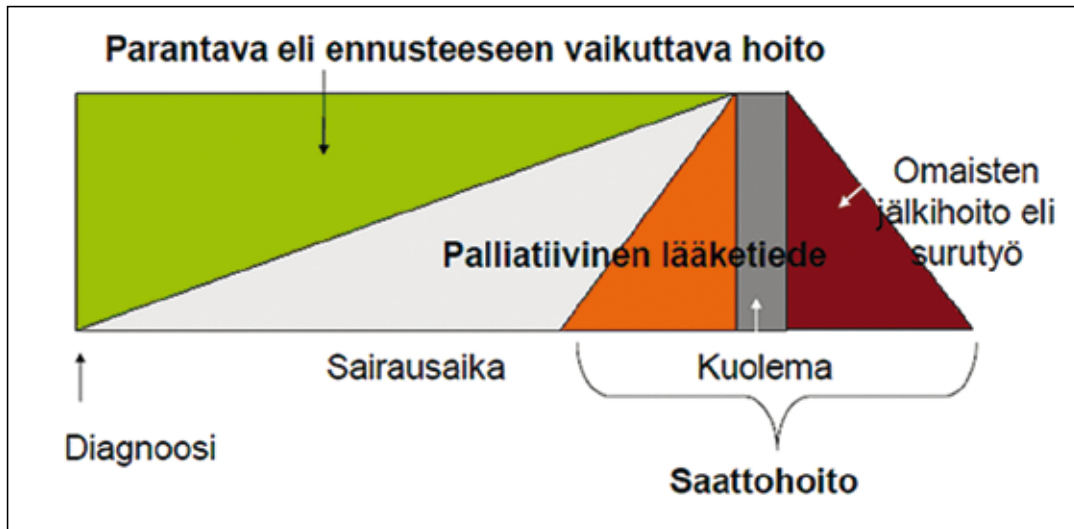 Parantava eli ennusteeseen vaikuttava hoito
Omaisten
jälkihoito eli
surutyö
Palliatiivinen lääketiede
Sairausaika
Kuolema
Diagnoosi
Saattohoito